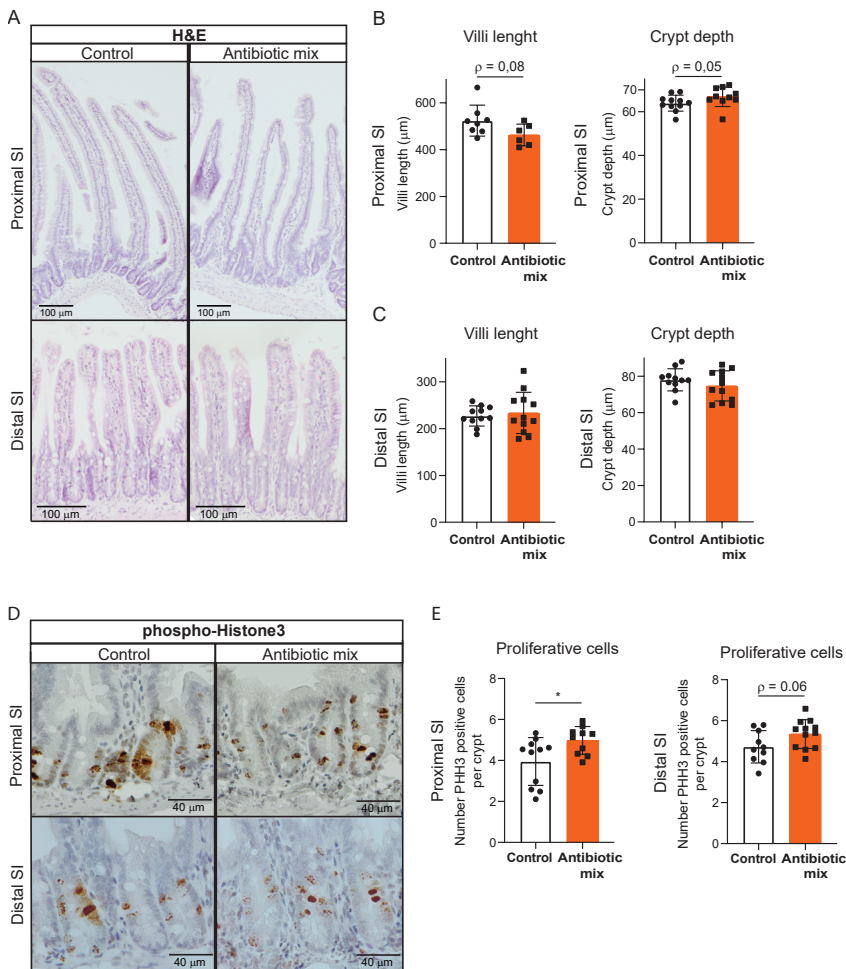 A
H&E
Control
Antibiotic mix
Proximal SI
100 μm
100 μm
Distal SI
100 μm
100 μm
B
Villi lenght
ρ = 0,08
Proximal SI
Villi length (μm)
600
400
200
0
Control
Antibiotic
mix
Crypt depth
ρ = 0,05
Proximal SI
Crypt depth (μm)
70
60
40
20
0
Control
Antibiotic
mix
C
Villi lenght
Distal SI
Villi length (μm)
300
200
100
0
Control
Antibiotic
mix
Crypt depth
Distal SI
Crypt depth (μm)
80
60
40
20
0
Control
Antibiotic
mix
D
phospho-Histone3
Control
Antibiotic mix
Proximal SI
40 μm
40 μm
Distal SI
40 μm
40 μm
E
Proliferative cells
*
Proximal SI
Number PHH3 positive cells
per crypt
8
6
4
2
0
Control
Antibiotic
mix
Proliferative cells
ρ = 0.06
Distal SI
Number PHH3 positive cells
per crypt
8
6
4
2
0
Control
Antibiotic
mix